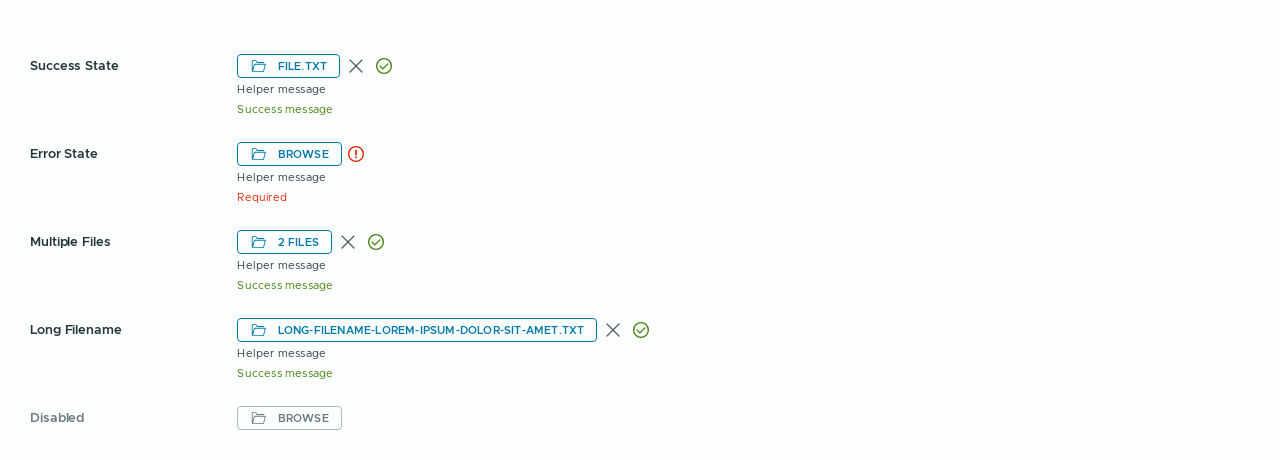 Success State
FILE.TXT
Helper message
Success message
Error State
BROWSE
Helper message
Required
Multiple Files
2 FILES
Helper message
Success message
Long Filename
LONG-FILENAME-LOREM-IPSUM-DOLOR-SIT-AMET.TXT
Helper message
Success message
Disabled
BROWSE